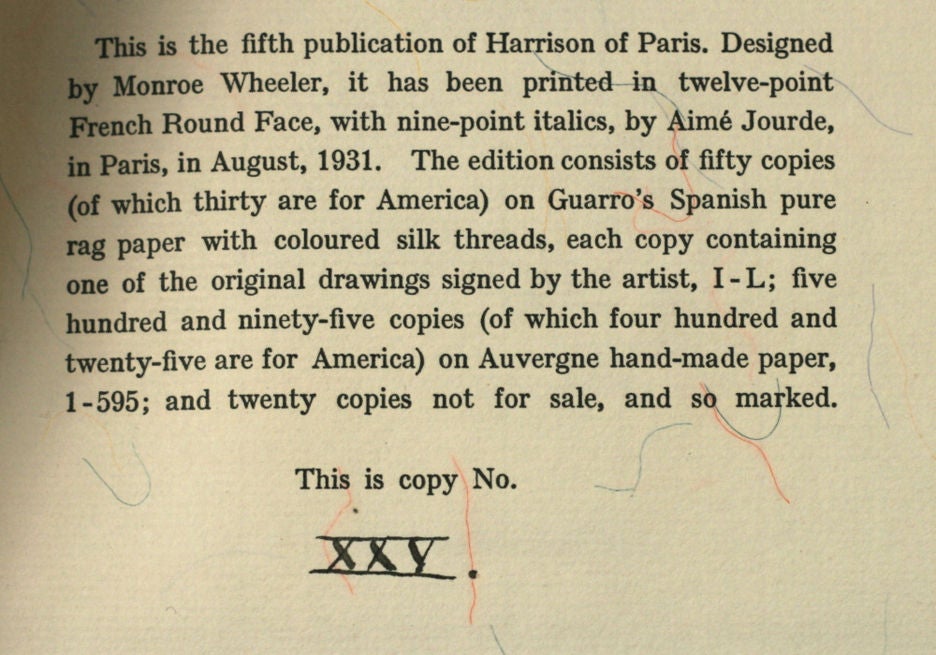 This is the fifth publication of Harrison of Paris. Designed
by Monroe Wheeler, it has been printed in twelve-point
French Round Face, with nine-point italics, by Aimé Jourde,
in Paris, in August, 1931. The edition consists of fifty copies
(of which thirty are for America) on Guarro's Spanish pure
rag paper with coloured silk threads, each copy containing
one of the original drawings signed by the artist, I-L; five
hundred and ninety-five copies (of which four hundred and
twenty-five are for America) on Auvergne hand-made paper,
1-595; and twenty copies not for sale, and so marked.
This is copy No.
XXV.